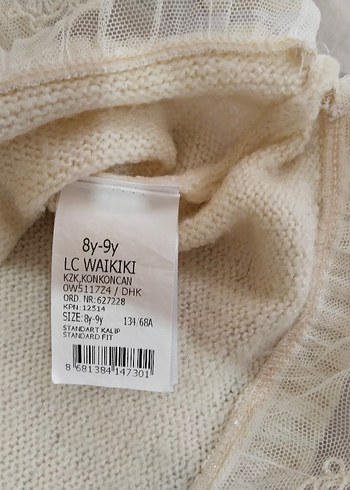 8y-9y
LC WAIKIKI
KZK,KONKONCAN
OW5117Z4 / DHK
ORD. NR:627228
KPN: 12514
SIZE: 8y-9y 134/68A
STANDART KALIP
STANDARD FIT
8 681384 147301